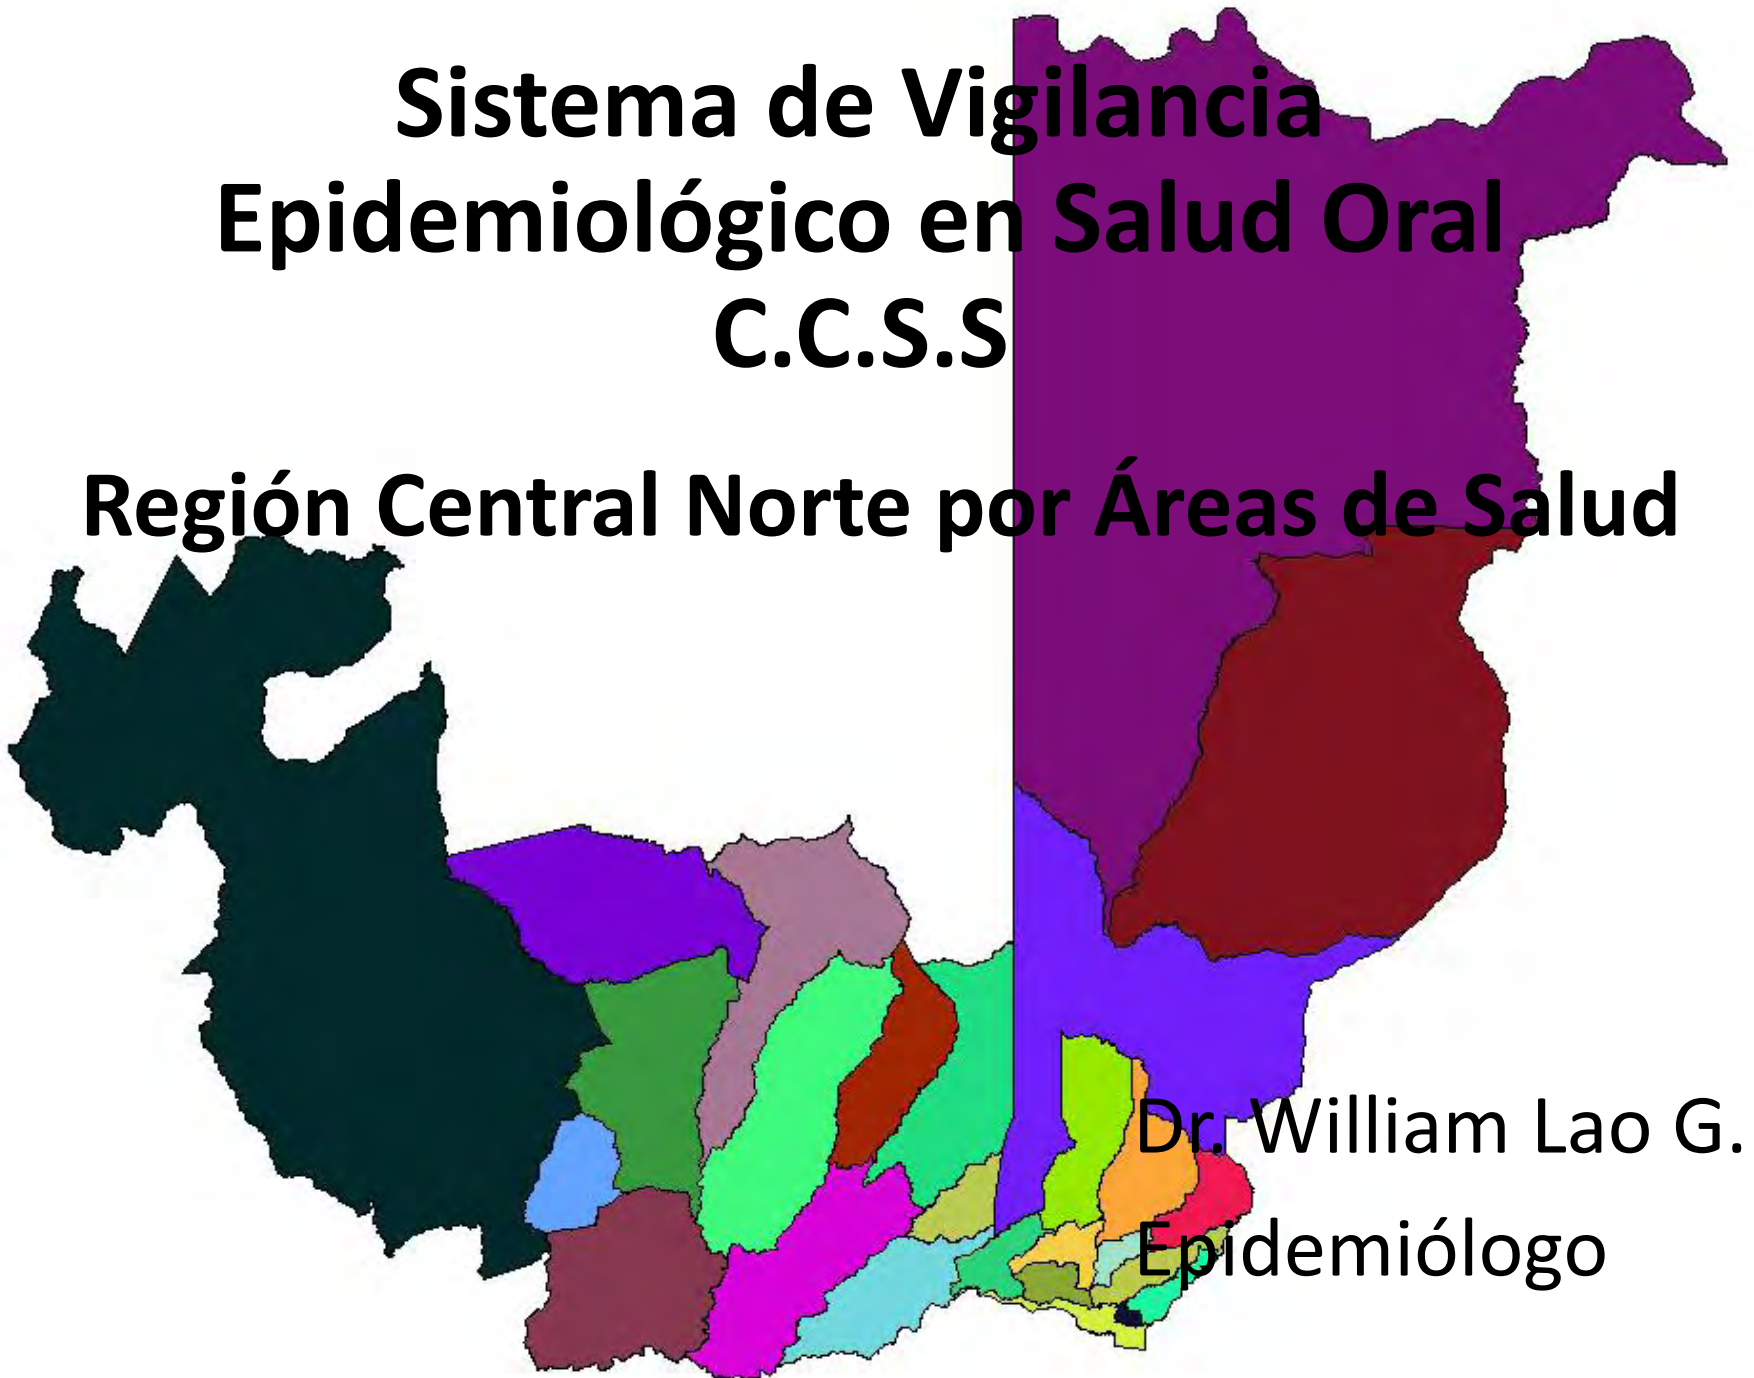 Sistema de Vigilancia
Epidemiológico en Salud Oral
C.C.S.S
Región Central Norte por Áreas de Salud
Dr. William Lao G.
Epidemiólogo